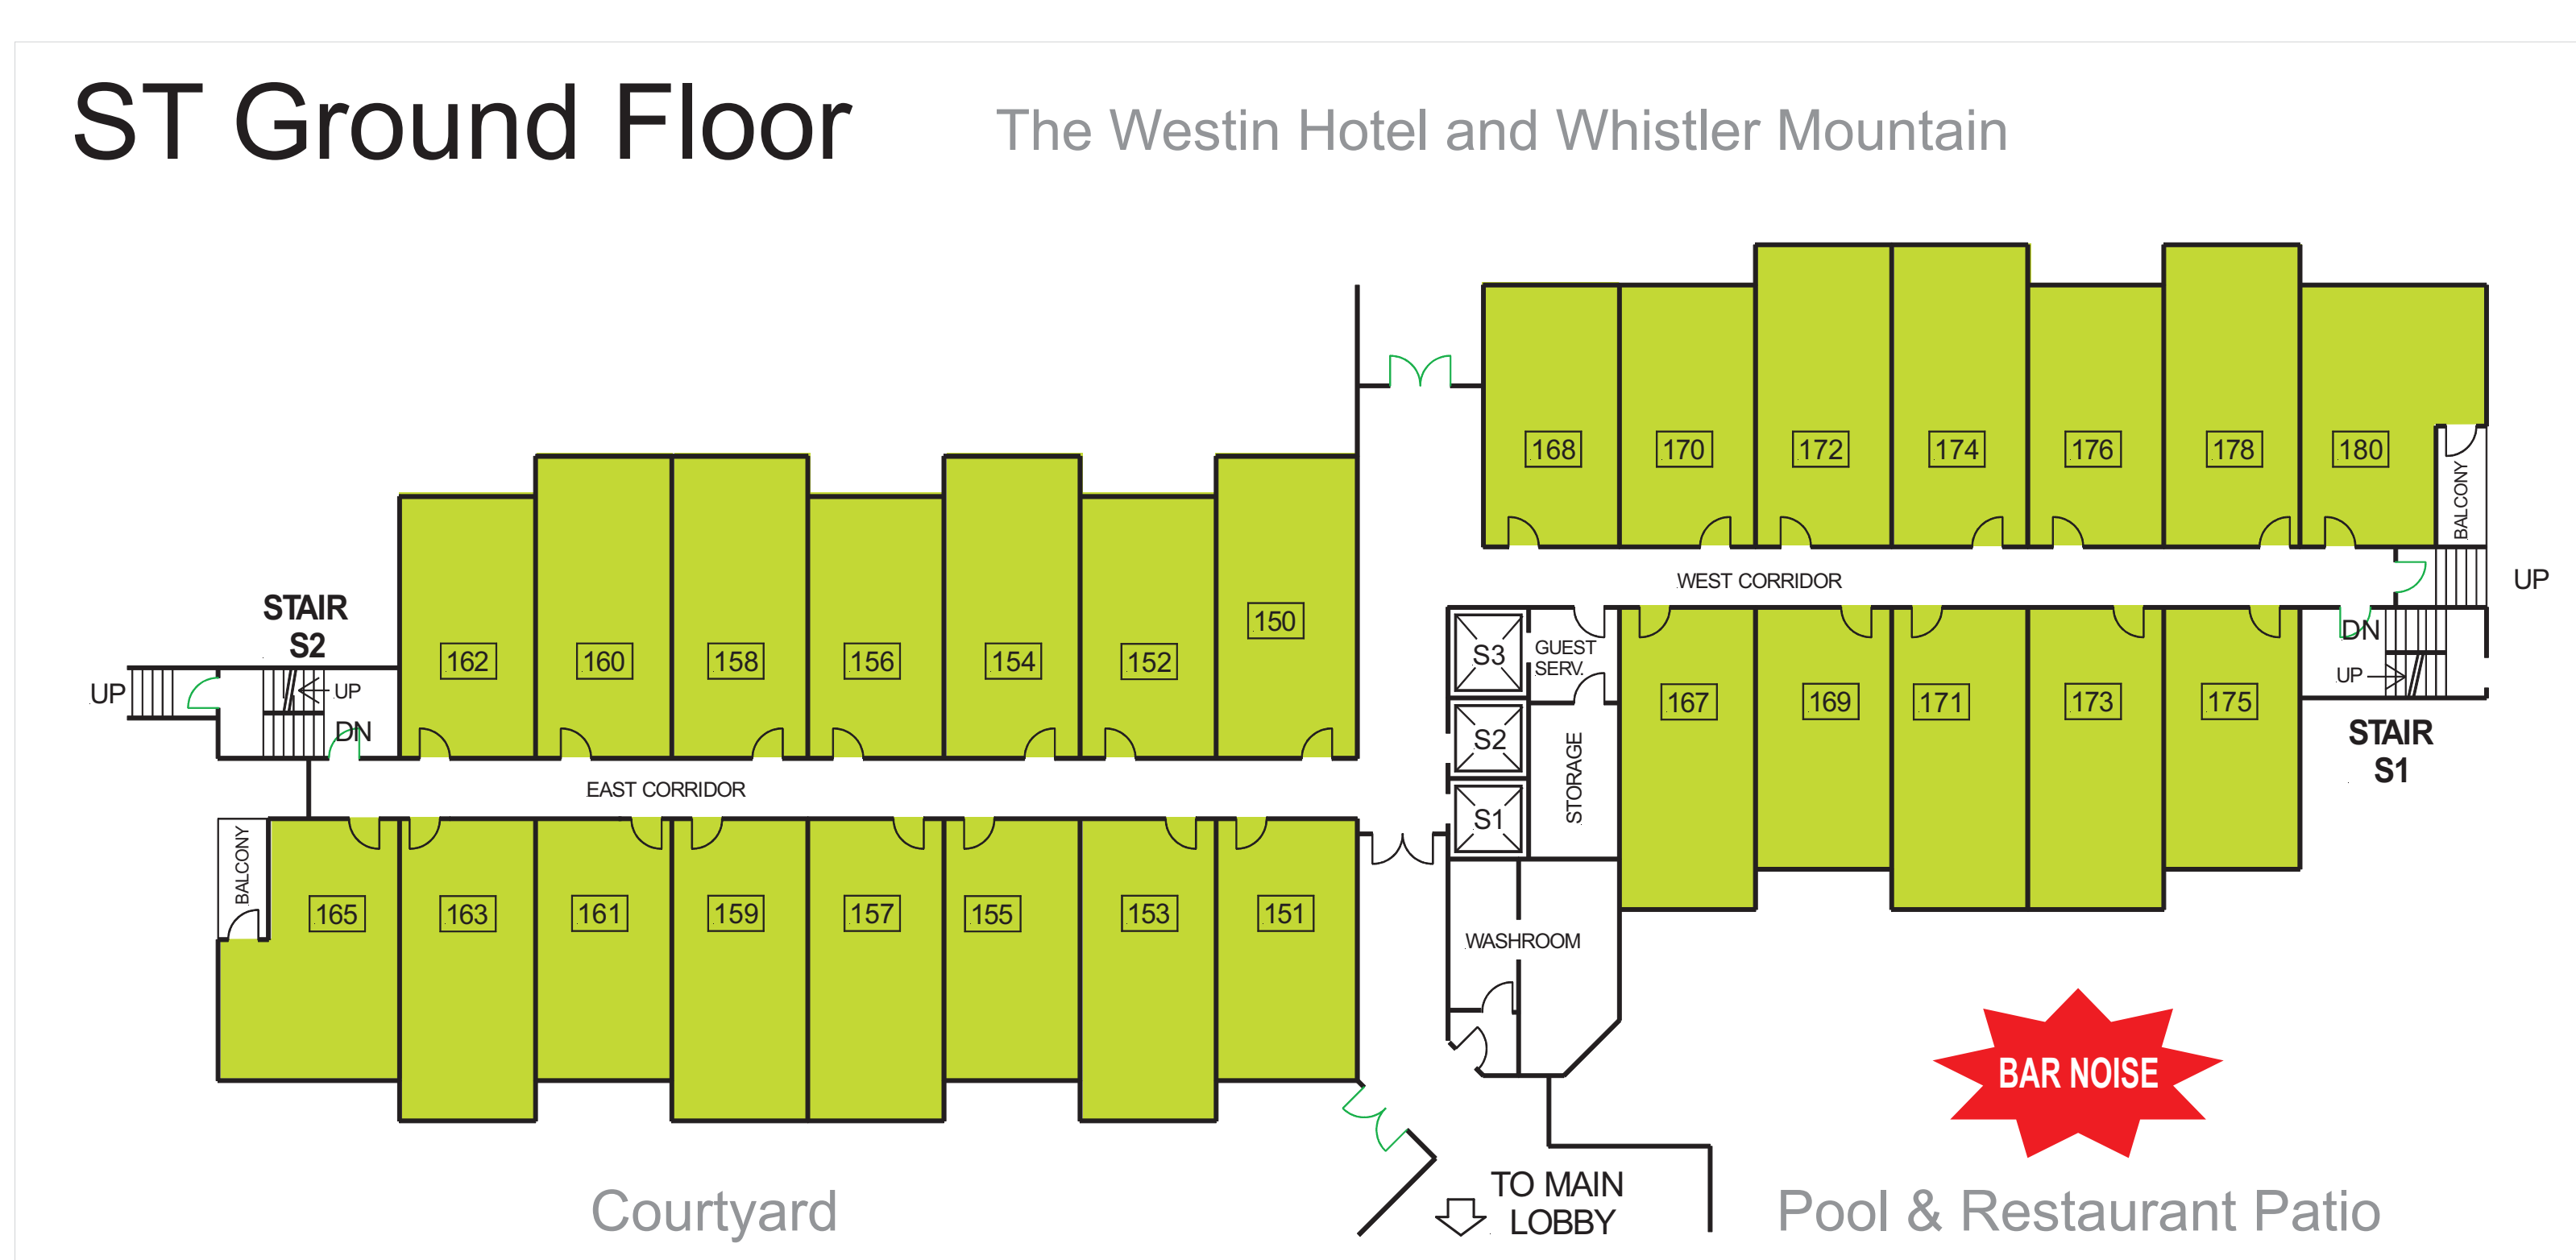 ST Ground Floor
The Westin Hotel and Whistler Mountain
168
170
172
174
176
178
180
BALCONY
WEST CORRIDOR
UP
STAIR
S2
162
160
158
156
154
152
150
UP
UP
DN
EAST CORRIDOR
S3
S2
S1
GUEST
SERV.
STORAGE
167
169
171
173
175
DN
UP
STAIR
S1
BALCONY
165
163
161
159
157
155
153
151
WASHROOM
BAR NOISE
TO MAIN
LOBBY
Courtyard
Pool & Restaurant Patio